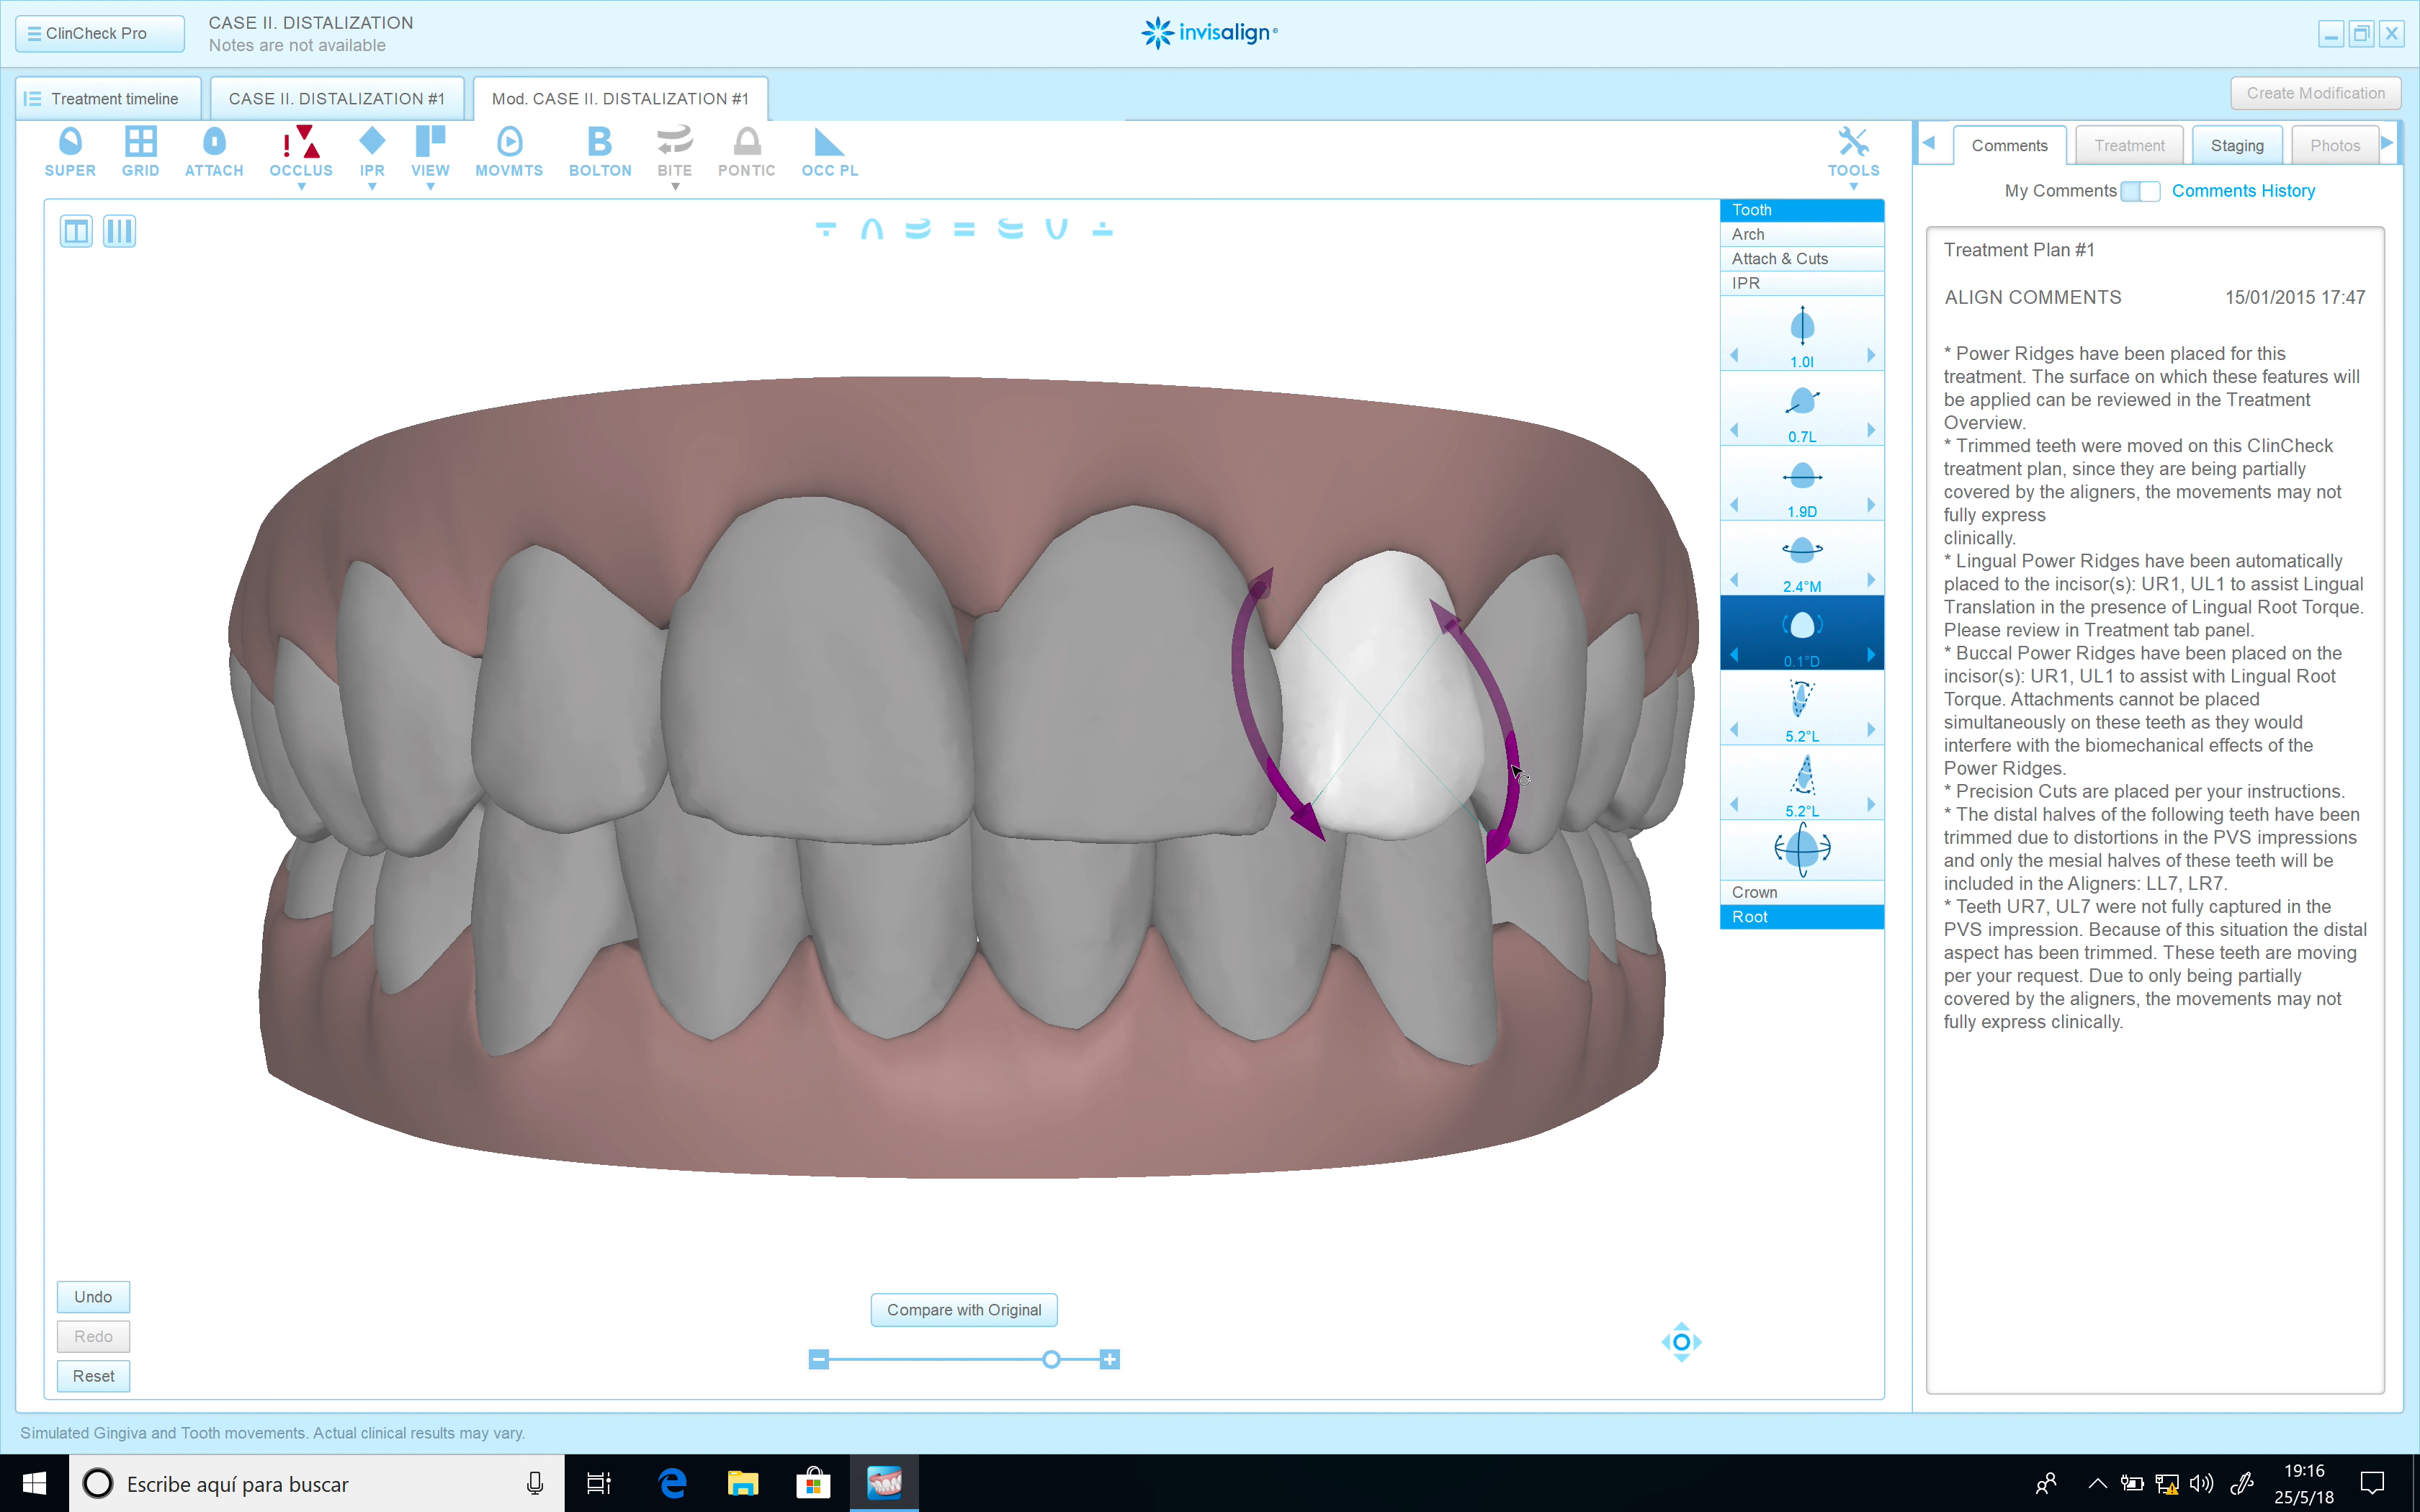 ClinCheck Pro
CASE II. DISTALIZATION
Notes are not available
invisalign®
Treatment timeline
CASE II. DISTALIZATION #1
Mod. CASE II. DISTALIZATION #1
Create Modification
SUPER
GRID
ATTACH
OCCLUS
IPR
VIEW
MOVMTS
B
BOLTON
BITE
PONTIC
OCC PL
TOOLS
Tooth
Arch
Attach & Cuts
IPR
1.0I
0.7L
1.9D
2.4°M
0.1°D
5.2°L
5.2°L
Crown
Root
Comments
Treatment
Staging
Photos
My Comments
Comments History
Treatment Plan #1
ALIGN COMMENTS 15/01/2015 17:47
* Power Ridges have been placed for this
treatment. The surface on which these features will
be applied can be reviewed in the Treatment
Overview.
* Trimmed teeth were moved on this ClinCheck
treatment plan, since they are being partially
covered by the aligners, the movements may not
fully express
clinically.
* Lingual Power Ridges have been automatically
placed to the incisor(s): UR1, UL1 to assist Lingual
Translation in the presence of Lingual Root Torque.
Please review in Treatment tab panel.
* Buccal Power Ridges have been placed on the
incisor(s): UR1, UL1 to assist with Lingual Root
Torque. Attachments cannot be placed
simultaneously on these teeth as they would
interfere with the biomechanical effects of the
Power Ridges.
* Precision Cuts are placed per your instructions.
* The distal halves of the following teeth have been
trimmed due to distortions in the PVS impressions
and only the mesial halves of these teeth will be
included in the Aligners: LL7, LR7.
* Teeth UR7, UL7 were not fully captured in the
PVS impression. Because of this situation the distal
aspect has been trimmed. These teeth are moving
per your request. Due to only being partially
covered by the aligners, the movements may not
fully express clinically.
Undo
Redo
Reset
Compare with Original
Simulated Gingiva and Tooth movements. Actual clinical results may vary.
Escribe aquí para buscar
19:16
25/5/18